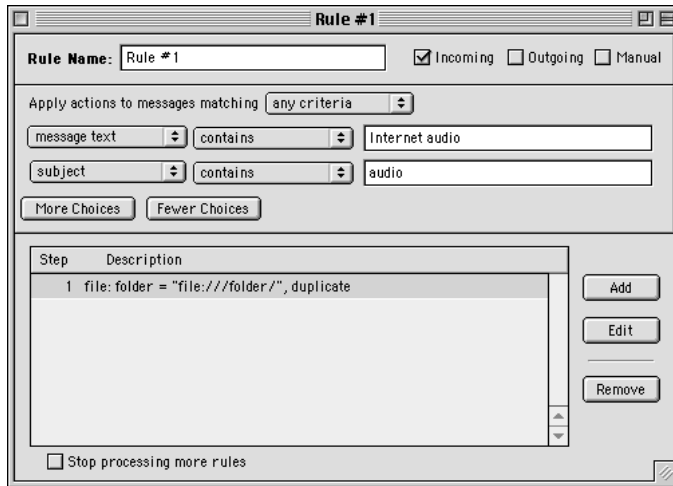 Rule #1
Rule Name: Rule #1 Incoming Outgoing Manual
Apply actions to messages matching any criteria
message text contains Internet audio
subject contains audio
More Choices Fewer Choices
Step Description
1 file: folder = "file:///folder/", duplicate
Add
Edit
Remove
Stop processing more rules